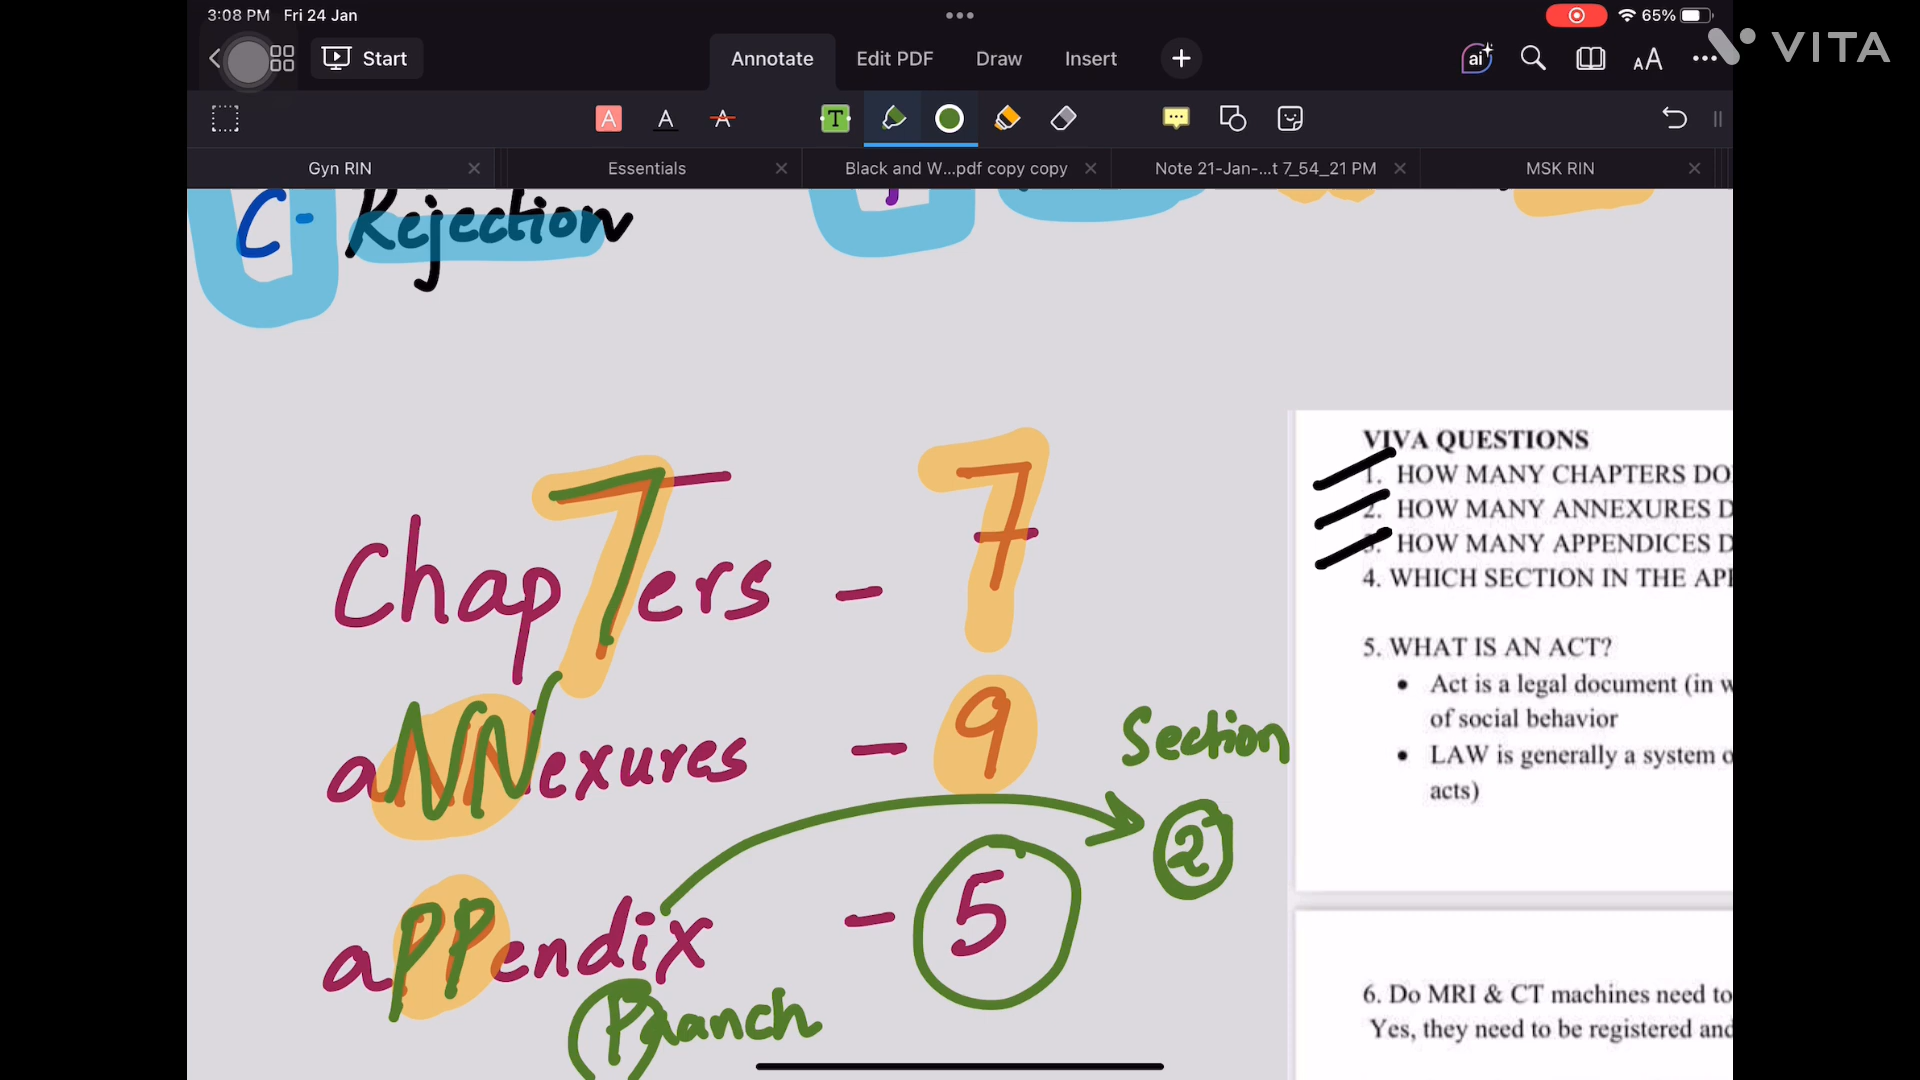 3:08 PM Fri 24 Jan
65%
VITA
Start
Annotate
Edit PDF
Draw
Insert
ai
AA
A A A T
Gyn RIN
Essentials
Black and W...pdf copy copy
Note 21-Jan-...t 7_54_21 PM
MSK RIN
C- Rejection
Chapters - 7
aNNexures - 9
aPPendix - 5
Panch
Section
2
VIVA QUESTIONS
1. HOW MANY CHAPTERS DO
2. HOW MANY ANNEXURES D
3. HOW MANY APPENDICES D
4. WHICH SECTION IN THE
5. WHAT IS AN ACT?
• Act is a legal document (in
of social behavior
• LAW is generally a system
acts)
6. Do MRI & CT machines need to
Yes, they need to be registered and